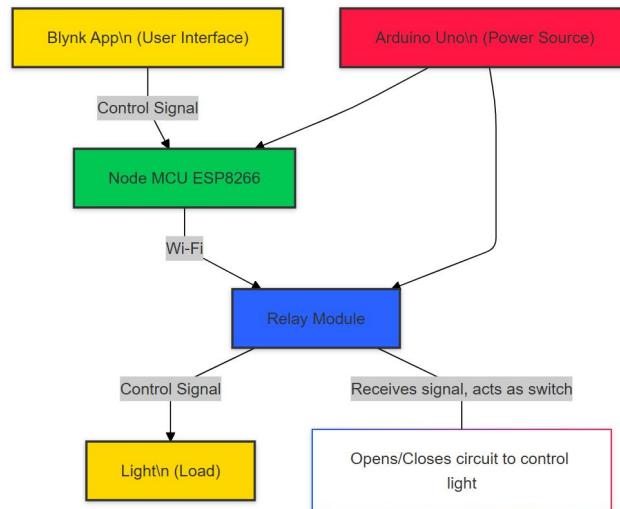 Blynk App\n (User Interface)
Arduino Uno\n (Power Source)
Control Signal
Node MCU ESP8266
Wi-Fi
Relay Module
Control Signal
Receives signal, acts as switch
Light\n (Load)
Opens/Closes circuit to control
light